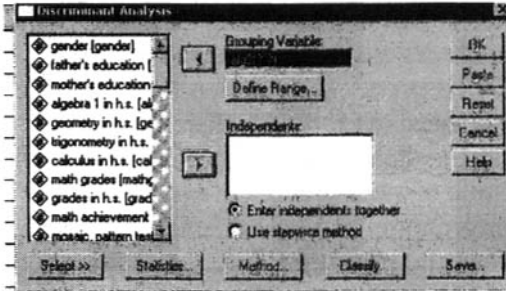 Discriminant Analysis
gender [gender]
father's education [
mother's education
algebra 1 in h.s. [al
geometry in h.s. [ge
trigonometry in h.s.
calculus in h.s. [cal
math grades [mathg
grades in h.s. [grad
math achievement
mosaic, pattern test
Grouping Variable:
Define Range...
Independents:
Enter independents together
Use stepwise method
OK
Paste
Reset
Cancel
Help
Select >>
Statistics...
Method...
Classify...
Save...